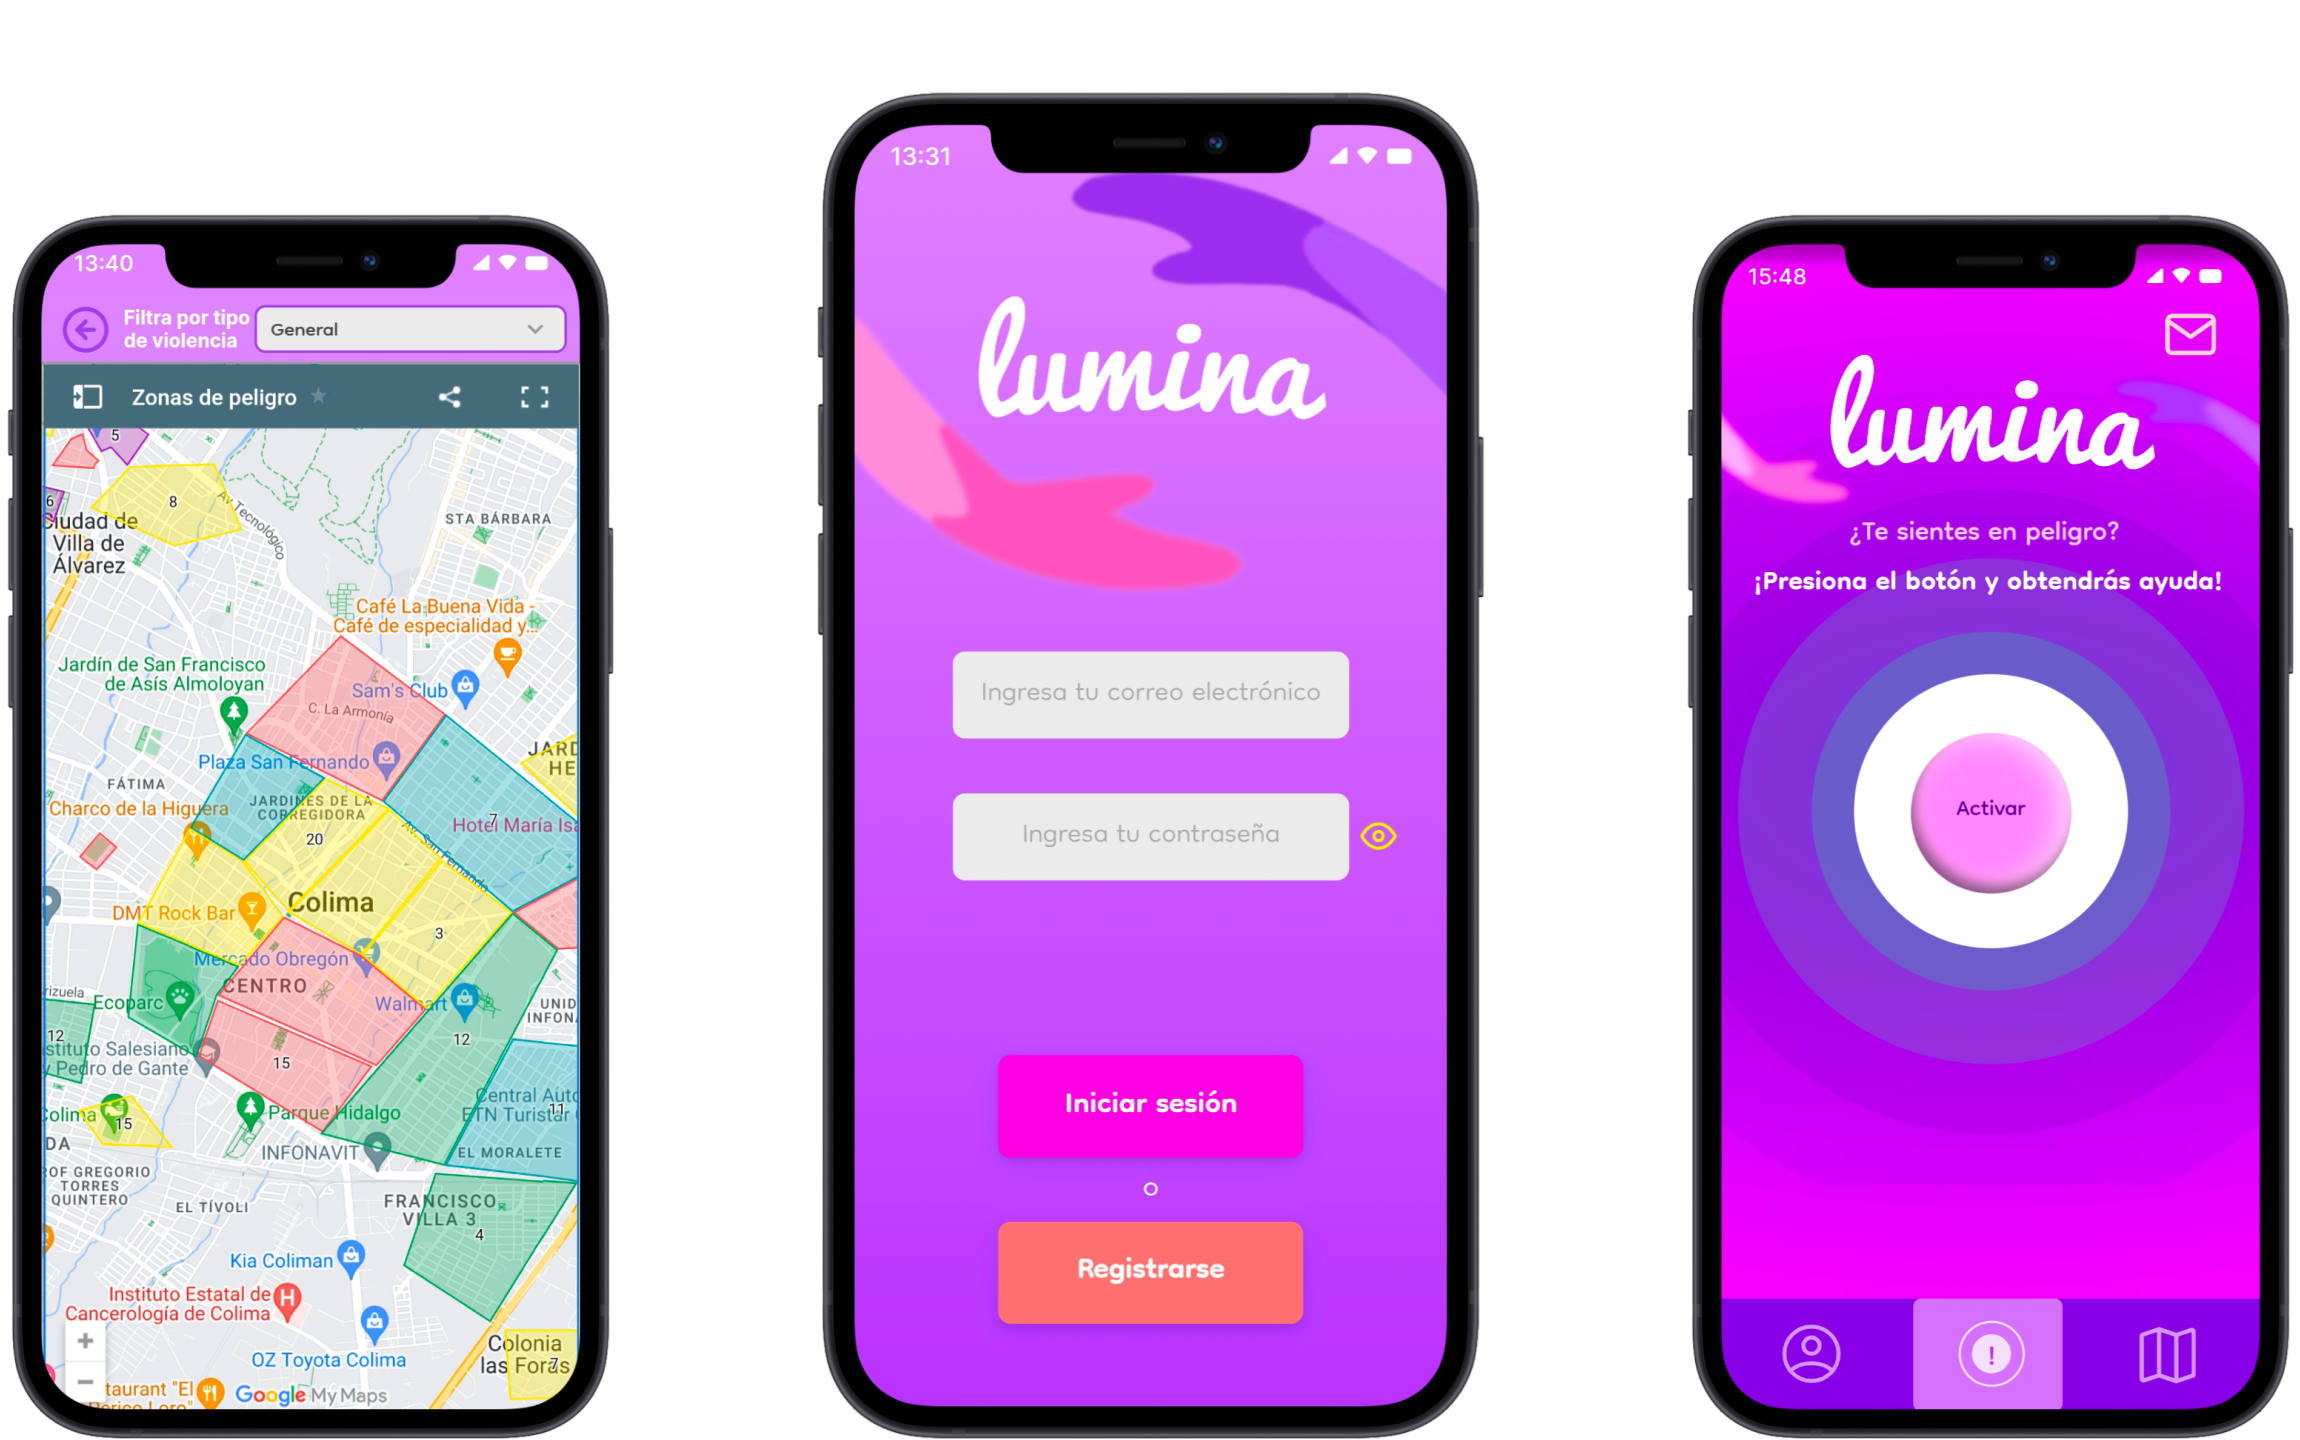 13:40
Filtra por tipo
de violencia
General
Zonas de peligro
5
8
6
Av. Tecnológico
Ciudad de
Villa de
Álvarez
STA BÁRBARA
Café La Buena Vida -
Café de especialidad y...
Jardín de San Francisco
de Asís Almoloyan
Sam's Club
C. La Armonía
Plaza San Fernando
JARD
HE
FÁTIMA
JARDINES DE LA
CORREGIDORA
Charco de la Higuera
20
Av. San Fernando
7
Hotel María Isa
Colima
DMT Rock Bar
3
Mercado Obregón
CENTRO
rizuela
Ecoparc
Walmart
UNID
INFON
12
12
stituto Salesiano
y Pedro de Gante
15
Central Auto
ETN Turistar
11
Colima
15
Parque Hidalgo
DA
INFONAVIT
EL MORALETE
OF GREGORIO
TORRES
QUINTERO
EL TÍVOLI
FRANCISCO
VILLA 3
4
Kia Coliman
Instituto Estatal de
Cancerología de Colima
H
+
OZ Toyota Colima
Colonia
las Foras
7
−
taurant "El
Perico Loro"
Google My Maps
13:31
lumina
Ingresa tu correo electrónico
Ingresa tu contraseña
Iniciar sesión
o
Registrarse
15:48
lumina
¿Te sientes en peligro?
¡Presiona el botón y obtendrás ayuda!
Activar
!